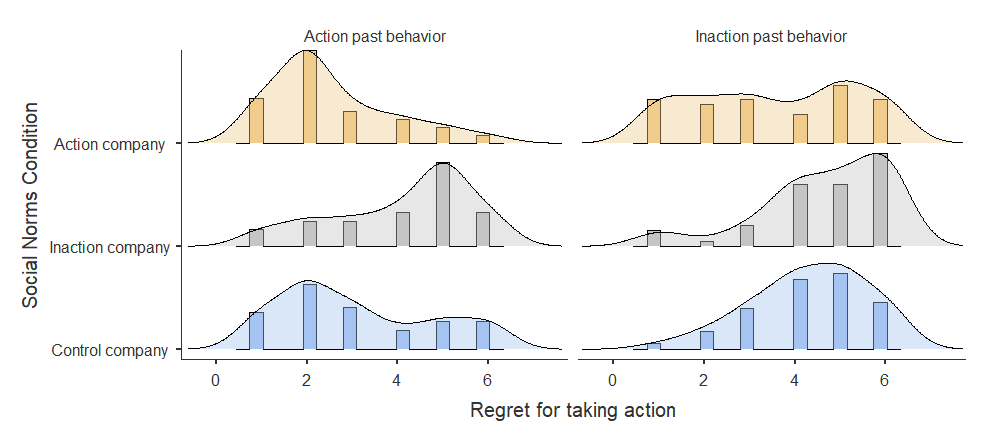 Action past behavior
Inaction past behavior
Social Norms Condition
Action company
Inaction company
Control company
0 2 4 6
0 2 4 6
Regret for taking action